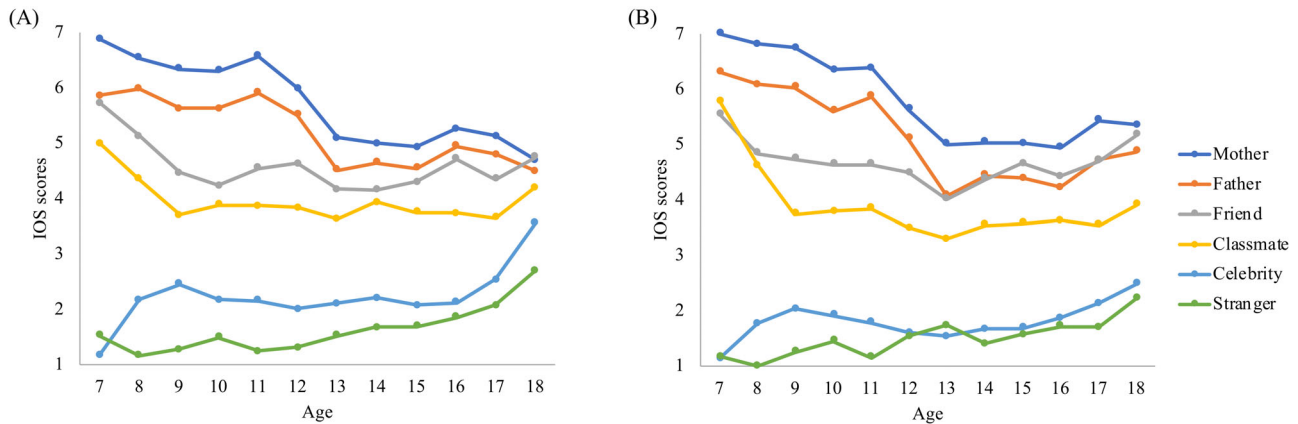 (A)
IOS scores
7
6
5
4
3
2
1
7 8 9 10 11 12 13 14 15 16 17 18
Age
(B)
IOS scores
7
6
5
4
3
2
1
7 8 9 10 11 12 13 14 15 16 17 18
Age
Mother
Father
Friend
Classmate
Celebrity
Stranger